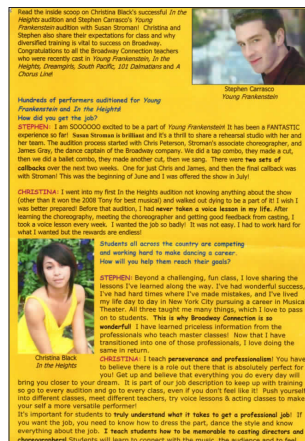 Read the inside scoop on Christina Black's successful In the
Heights audition and Stephen Carrasco's Young
Frankenstein audition with Susan Stroman! Christina and
Stephen also share their expectations for class and why
diversified training is vital to success on Broadway.
Congratulations to all the Broadway Connection teachers
who were recently cast in Young Frankenstein, In the
Heights, Dreamgirls, South Pacific, 101 Dalmatians and A
Chorus Line!
Stephen Carrasco
Young Frankenstein
Hundreds of performers auditioned for Young
Frankenstein and In the Heights!
How did you get the job?
STEPHEN: I am SOOOOOO excited to be a part of Young Frankenstein! It has been a FANTASTIC
experience so far! Susan Stroman is brilliant and it's a thrill to share a rehearsal studio with her and
her team. The audition process started with Chris Peterson, Stroman's associate choreographer, and
James Gray, the dance captain of the Broadway company. We did a tap combo, they made a cut,
then we did a ballet combo, they made another cut, then we sang. There were two sets of
callbacks over the next two weeks. One for just Chris and James, and then the final callback was
with Stroman! This was the beginning of June and I was offered the show in July!
CHRISTINA: I went into my first In the Heights audition not knowing anything about the show
(other than it won the 2008 Tony for best musical) and walked out dying to be a part of it! I wish I
was better prepared! Before that audition, I had never taken a voice lesson in my life. After
learning the choreography, meeting the choreographer and getting good feedback from casting, I
took a voice lesson every week. I wanted the job so badly! It was not easy. I had to work hard for
what I wanted but the rewards are endless!
Students all across the country are competing
and working hard to make dancing a career.
How will you help them reach their goals?
STEPHEN: Beyond a challenging, fun class, I love sharing the
lessons I've learned along the way. I've had wonderful success,
I've had hard times where I've made mistakes, and I've lived
my life day to day in New York City pursuing a career in Musical
Theater. All three taught me many things, which I love to pass
on to students. This is why Broadway Connection is so
wonderful! I have learned priceless information from the
professionals who teach master classes! Now that I have
transitioned into one of those professionals, I love doing the
same in return.
Christina Black
In the Heights
CHRISTINA: I teach perseverance and professionalism! You have
to believe there is a role out there that is absolutely perfect for
you! Get up and believe that everything you do every day will
bring you closer to your dream. It is part of our job description to keep up with training
so go to every audition and go to every class, even if you don't feel like it! Push yourself
into different classes, meet different teachers, try voice lessons & acting classes to make
your self a more versatile performer!
It's important for students to truly understand what it takes to get a professional job! If
you want the job, you need to know how to dress the part, dance the style and know
everything about the job. I teach students how to be memorable to casting directors and
choreographers! Students will learn to connect with the music, the audience and to